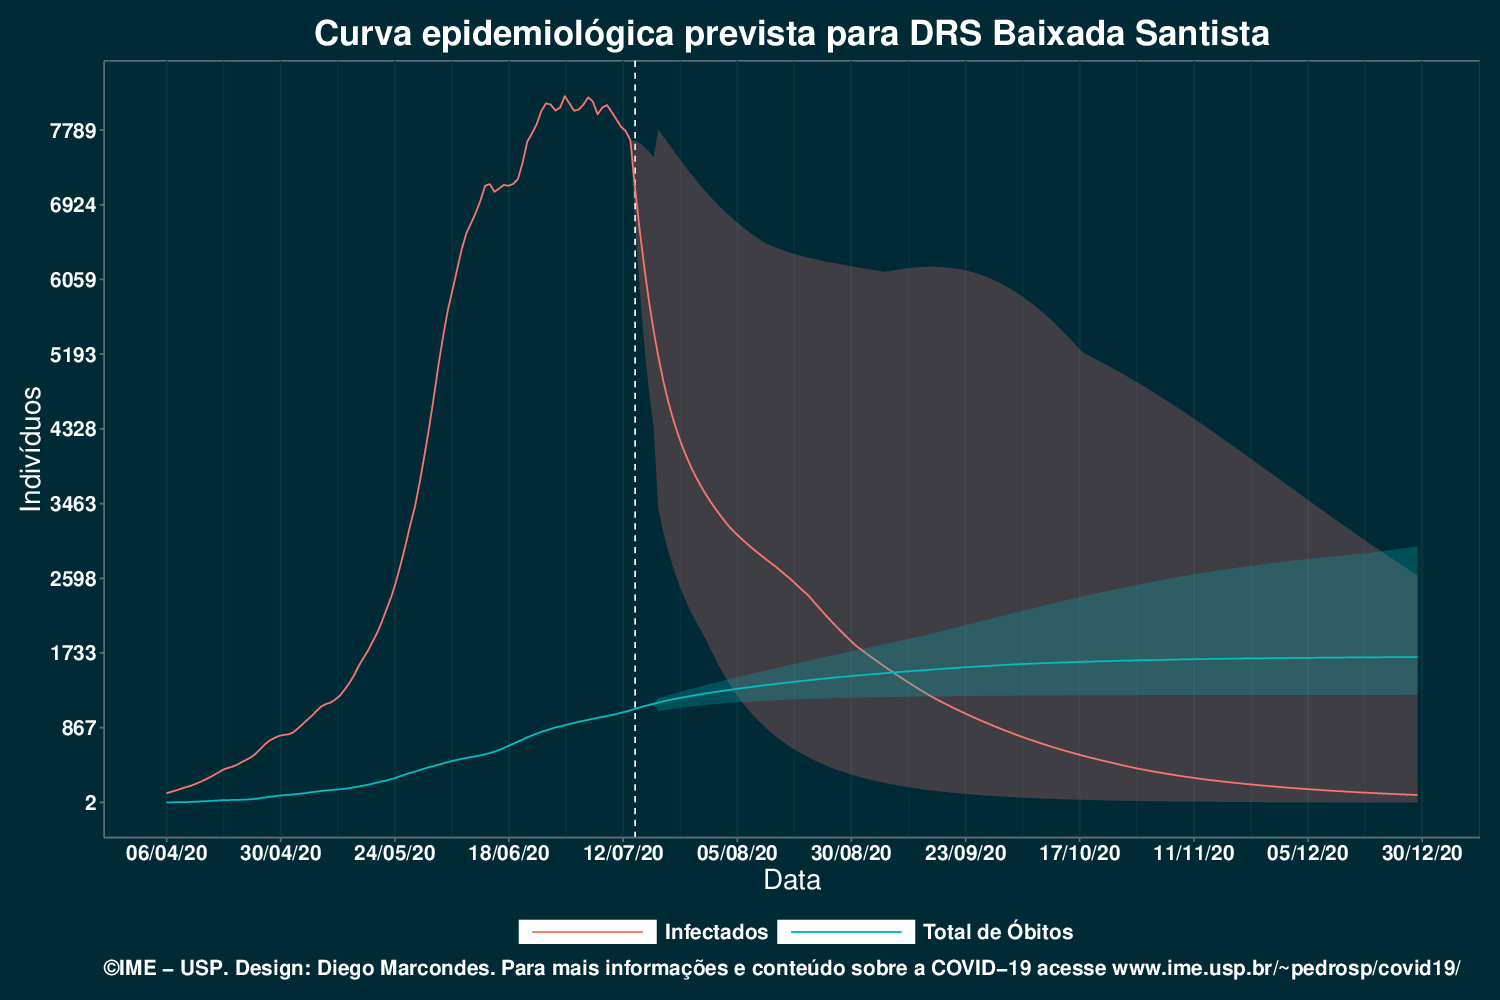 Curva epidemiológica prevista para DRS Baixada Santista
Indivíduos
7789
6924
6059
5193
4328
3463
2598
1733
867
2
06/04/20 30/04/20 24/05/20 18/06/20 12/07/20 05/08/20 30/08/20 23/09/20 17/10/20 11/11/20 05/12/20 30/12/20
Data
Infectados Total de Óbitos
©IME − USP. Design: Diego Marcondes. Para mais informações e conteúdo sobre a COVID−19 acesse www.ime.usp.br/~pedrosp/covid19/